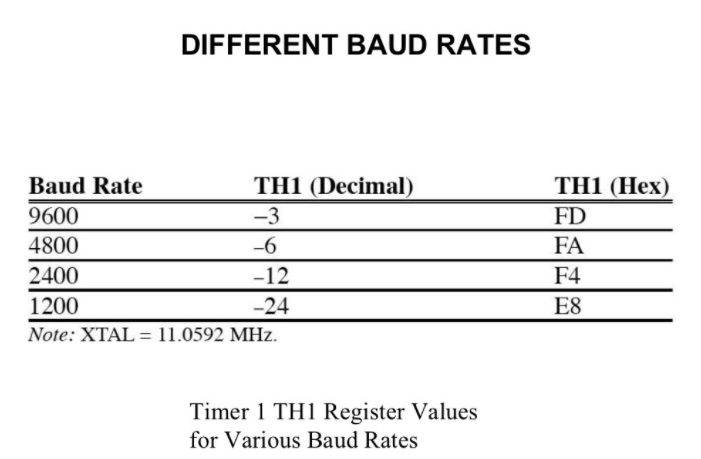 DIFFERENT BAUD RATES
Baud Rate TH1 (Decimal) TH1 (Hex)
9600 –3 FD
4800 –6 FA
2400 –12 F4
1200 –24 E8
Note: XTAL = 11.0592 MHz.
Timer 1 TH1 Register Values
for Various Baud Rates